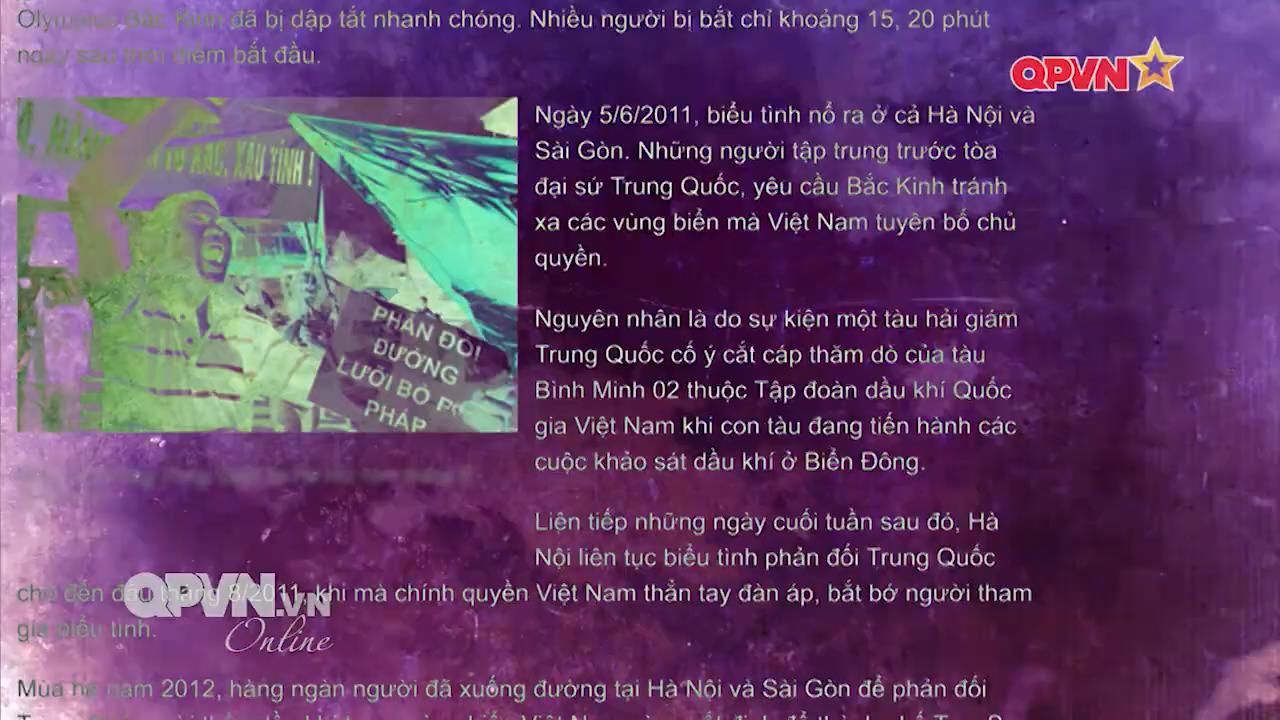 Olympics Bắc Kinh đã bị dập tắt nhanh chóng. Nhiều người bị bắt chỉ khoảng 15, 20 phút
ngay sau thời điểm bắt đầu.
QPVN
XẤU TÍNH !
PHẢN ĐỐI
ĐƯỜNG
LƯỠI BÒ
PHÁP
Ngày 5/6/2011, biểu tình nổ ra ở cả Hà Nội và
Sài Gòn. Những người tập trung trước tòa
đại sứ Trung Quốc, yêu cầu Bắc Kinh tránh
xa các vùng biển mà Việt Nam tuyên bố chủ
quyền.
Nguyên nhân là do sự kiện một tàu hải giám
Trung Quốc cố ý cắt cáp thăm dò của tàu
Bình Minh 02 thuộc Tập đoàn dầu khí Quốc
gia Việt Nam khi con tàu đang tiến hành các
cuộc khảo sát dầu khí ở Biển Đông.
Liên tiếp những ngày cuối tuần sau đó, Hà
Nội liên tục biểu tình phản đối Trung Quốc
cho đến đầu tháng 8/2011, khi mà chính quyền Việt Nam thẳng tay đàn áp, bắt bớ người tham
gia biểu tình.
QPVN.VN
Online
Mùa hè năm 2012, hàng ngàn người đã xuống đường tại Hà Nội và Sài Gòn để phản đối